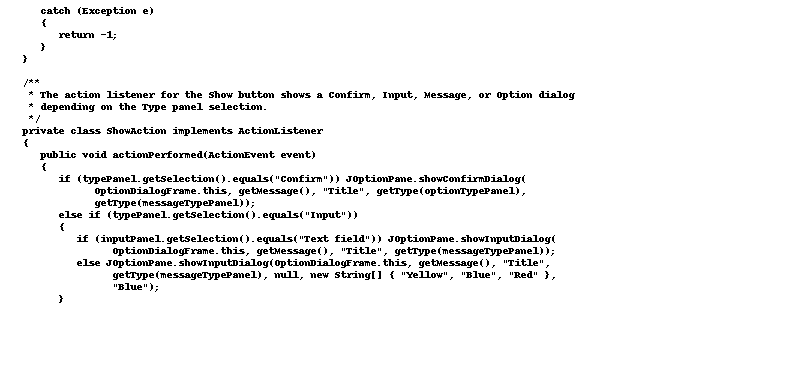 catch (Exception e)
{
return -1;
}
}
/**
* The action listener for the Show button shows a Confirm, Input, Message, or Option dialog
* depending on the Type panel selection.
*/
private class ShowAction implements ActionListener
{
public void actionPerformed(ActionEvent event)
{
if (typePanel.getSelection().equals("Confirm")) JOptionPane.showConfirmDialog(
OptionDialogFrame.this, getMessage(), "Title", getType(optionTypePanel),
getType(messageTypePanel));
else if (typePanel.getSelection().equals("Input"))
{
if (inputPanel.getSelection().equals("Text field")) JOptionPane.showInputDialog(
OptionDialogFrame.this, getMessage(), "Title", getType(messageTypePanel));
else JOptionPane.showInputDialog(OptionDialogFrame.this, getMessage(), "Title",
getType(messageTypePanel), null, new String[] { "Yellow", "Blue", "Red" },
"Blue");
}